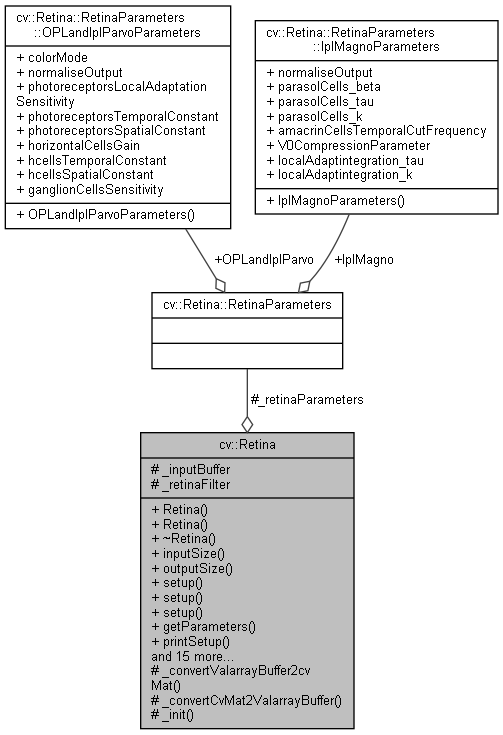 cv::Retina::RetinaParameters
::OPLandIplParvoParameters
+ colorMode
+ normaliseOutput
+ photoreceptorsLocalAdaptation
Sensitivity
+ photoreceptorsTemporalConstant
+ photoreceptorsSpatialConstant
+ horizontalCellsGain
+ hcellsTemporalConstant
+ hcellsSpatialConstant
+ ganglionCellsSensitivity
+ OPLandIplParvoParameters()
cv::Retina::RetinaParameters
::IplMagnoParameters
+ normaliseOutput
+ parasolCells_beta
+ parasolCells_tau
+ parasolCells_k
+ amacrinCellsTemporalCutFrequency
+ V0CompressionParameter
+ localAdaptintegration_tau
+ localAdaptintegration_k
+ IplMagnoParameters()
+OPLandIplParvo
+IplMagno
cv::Retina::RetinaParameters
#_retinaParameters
cv::Retina
# _inputBuffer
# _retinaFilter
+ Retina()
+ Retina()
+ ~Retina()
+ inputSize()
+ outputSize()
+ setup()
+ setup()
+ setup()
+ getParameters()
+ printSetup()
and 15 more...
# _convertValarrayBuffer2cv
Mat()
# _convertCvMat2ValarrayBuffer()
# _init()